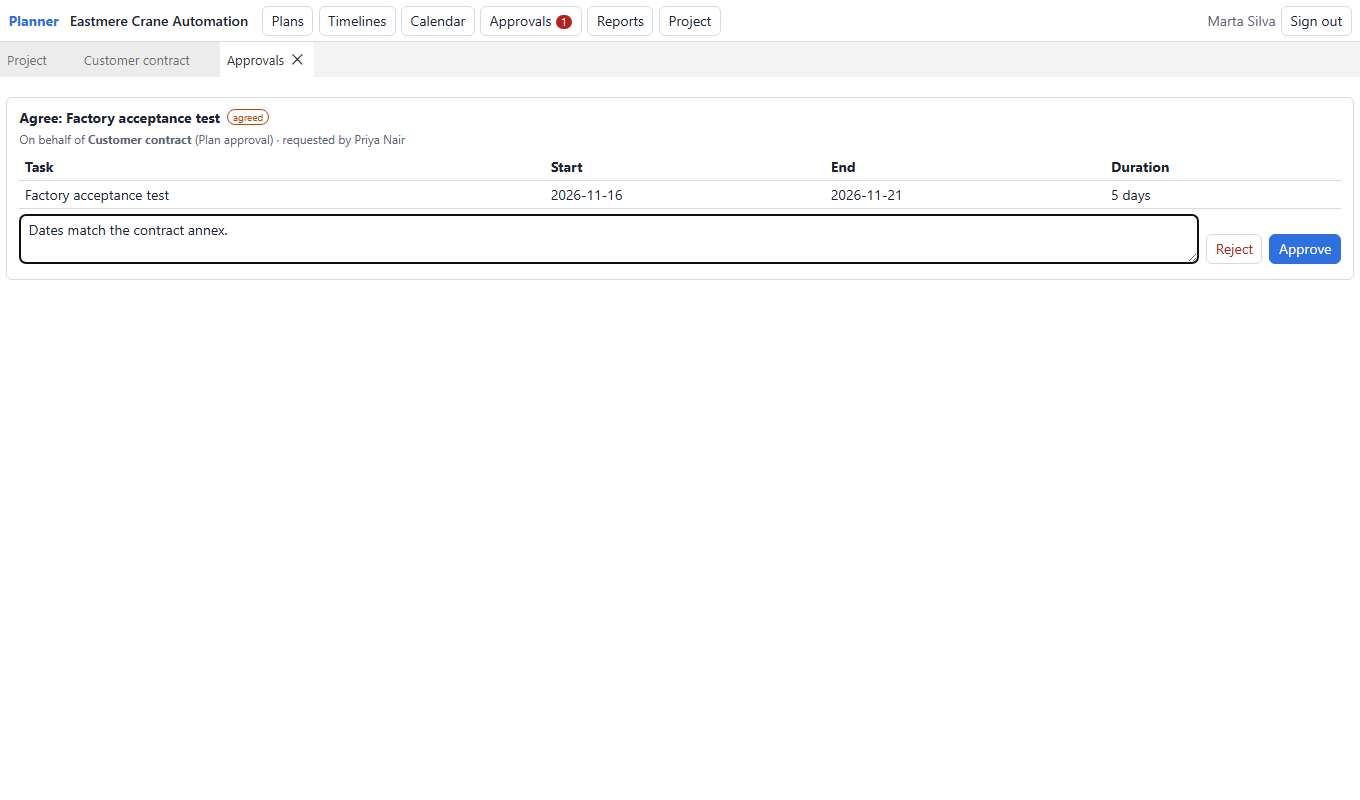 Planner Eastmere Crane Automation Plans Timelines Calendar Approvals 1 Reports Project Marta Silva Sign out
Project Customer contract Approvals
Agree: Factory acceptance test agreed
On behalf of Customer contract (Plan approval) · requested by Priya Nair
Task Start End Duration
Factory acceptance test 2026-11-16 2026-11-21 5 days
Dates match the contract annex.
Reject Approve